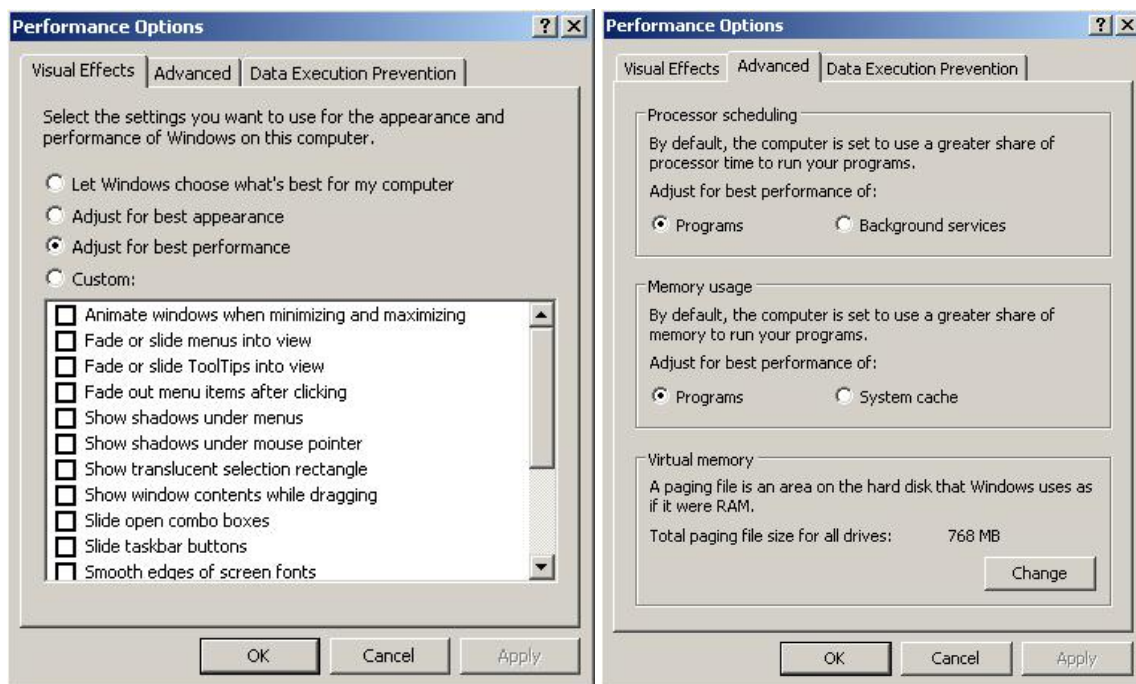 Performance Options
Visual Effects
Advanced
Data Execution Prevention
Select the settings you want to use for the appearance and
performance of Windows on this computer.
Let Windows choose what's best for my computer
Adjust for best appearance
Adjust for best performance
Custom:
Animate windows when minimizing and maximizing
Fade or slide menus into view
Fade or slide ToolTips into view
Fade out menu items after clicking
Show shadows under menus
Show shadows under mouse pointer
Show translucent selection rectangle
Show window contents while dragging
Slide open combo boxes
Slide taskbar buttons
Smooth edges of screen fonts
OK
Cancel
Apply
Performance Options
Visual Effects
Advanced
Data Execution Prevention
Processor scheduling
By default, the computer is set to use a greater share of
processor time to run your programs.
Adjust for best performance of:
Programs
Background services
Memory usage
By default, the computer is set to use a greater share of
memory to run your programs.
Adjust for best performance of:
Programs
System cache
Virtual memory
A paging file is an area on the hard disk that Windows uses as
if it were RAM.
Total paging file size for all drives: 768 MB
Change
OK
Cancel
Apply